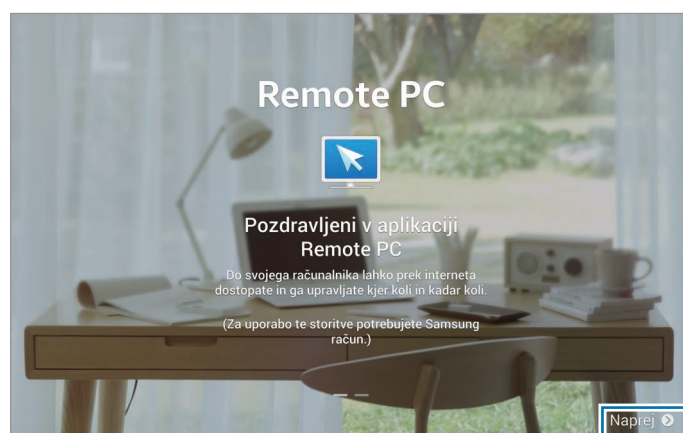 Remote PC
Pozdravljeni v aplikaciji
Remote PC
Do svojega računalnika lahko prek interneta
dostopate in ga upravljate kjer koli in kadar koli.
(Za uporabo te storitve potrebujete Samsung
račun.)
Naprej